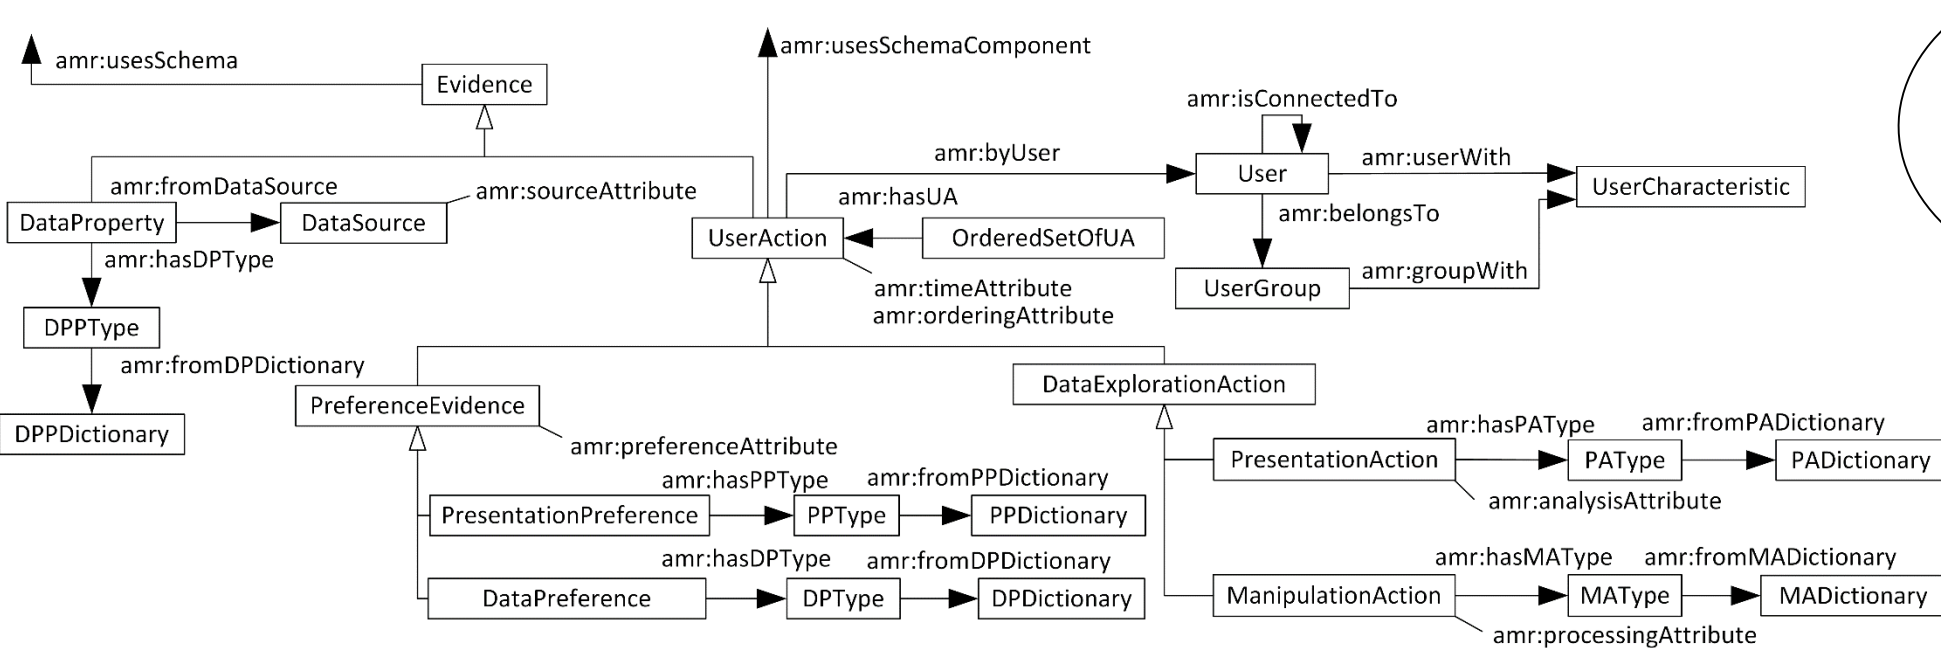 amr:usesSchema
Evidence
amr:usesSchemaComponent
amr:isConnectedTo
amr:byUser
User
amr:userWith
UserCharacteristic
amr:fromDataSource
amr:sourceAttribute
amr:hasUA
amr:belongsTo
DataProperty
DataSource
UserAction
OrderedSetOfUA
amr:hasDPType
amr:groupWith
UserGroup
amr:timeAttribute
amr:orderingAttribute
DPPType
amr:fromDPDictionary
PreferenceEvidence
DataExplorationAction
DPPDictionary
amr:preferenceAttribute
amr:hasPAType
amr:fromPADictionary
PresentationAction
PAType
PADictionary
amr:hasPPType
amr:fromPPDictionary
amr:analysisAttribute
PresentationPreference
PPType
PPDictionary
amr:hasDPType
amr:fromDPDictionary
amr:hasMAType
amr:fromMADictionary
DataPreference
DPType
DPDictionary
ManipulationAction
MAType
MADictionary
amr:processingAttribute